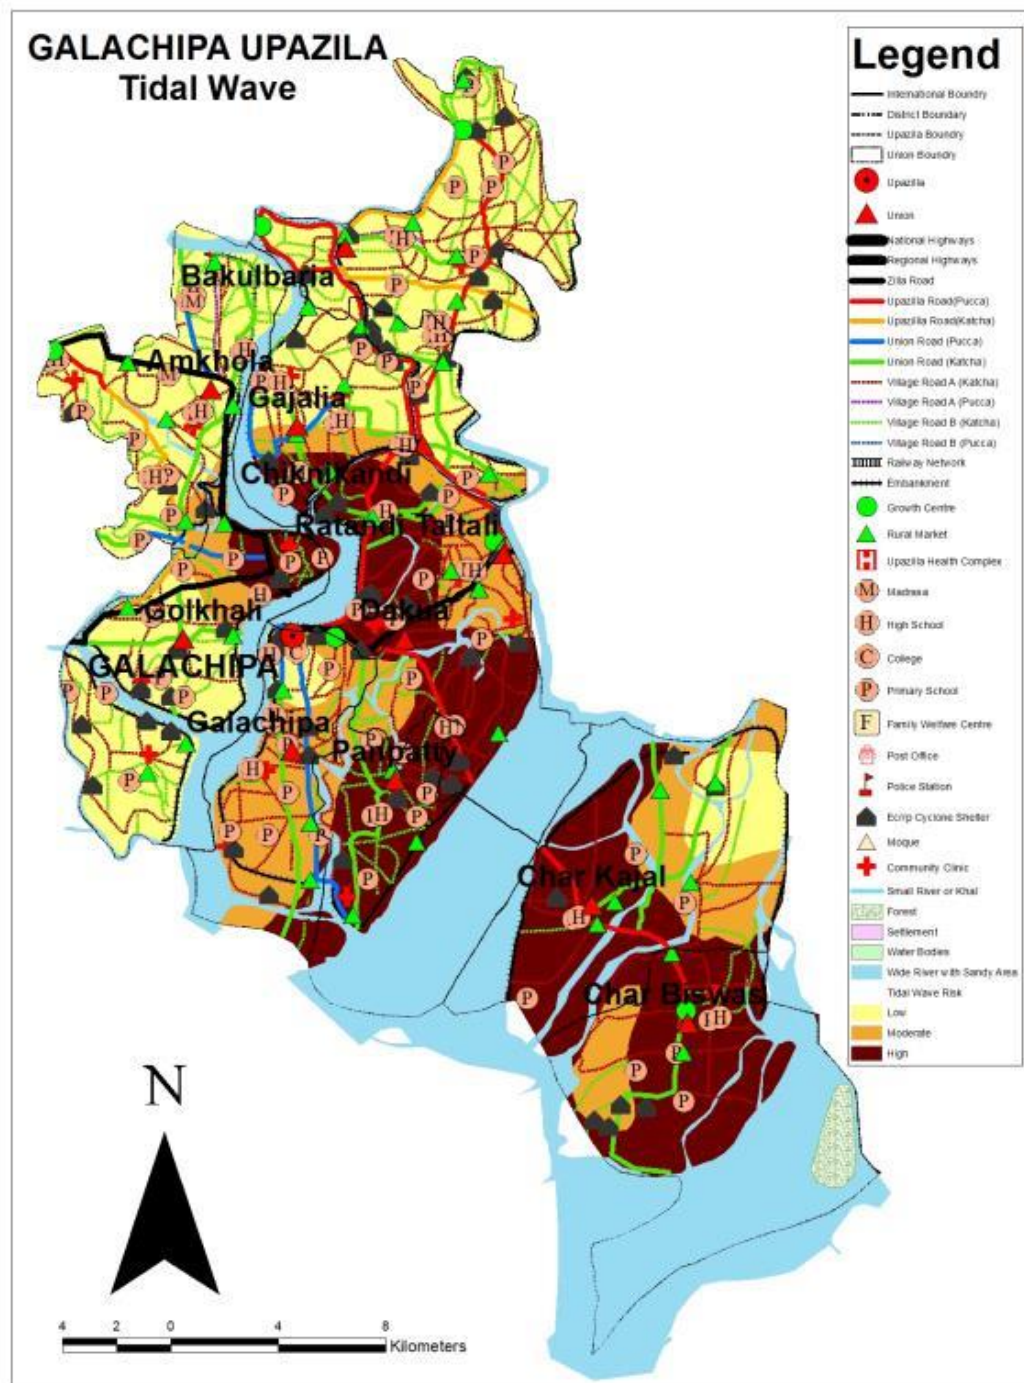 GALACHIPA UPAZILA
Tidal Wave
Bakulbaria
Amkhola
Gajalia
Chiknikandi
Ratandi Taltali
Golkhali
Dakua
GALACHIPA
Galachipa
Panpatty
Char Kajal
Char Biswas
N
4 2 0 4 8
Kilometers
Legend
International Boundry
District Boundary
Upazila Boundry
Union Boundry
Upazilla
Union
National Highways
Regional Highways
Zilla Road
Upazilla Road(Pucca)
Upazilla Road(Katcha)
Union Road (Pucca)
Union Road (Katcha)
Village Road A (Katcha)
Village Road A (Pucca)
Village Road B (Katcha)
Village Road B (Pucca)
Railway Network
Embankment
Growth Centre
Rural Market
H Upazila Health Complex
M Madrasa
H High School
C College
P Primary School
F Family Welfare Centre
Post Office
Police Station
Ecrrp Cyclone Shelter
Moque
Community Clinic
Small River or Khal
Forest
Settlement
Water Bodies
Wide River with Sandy Area
Tidal Wave Risk
Low
Moderate
High